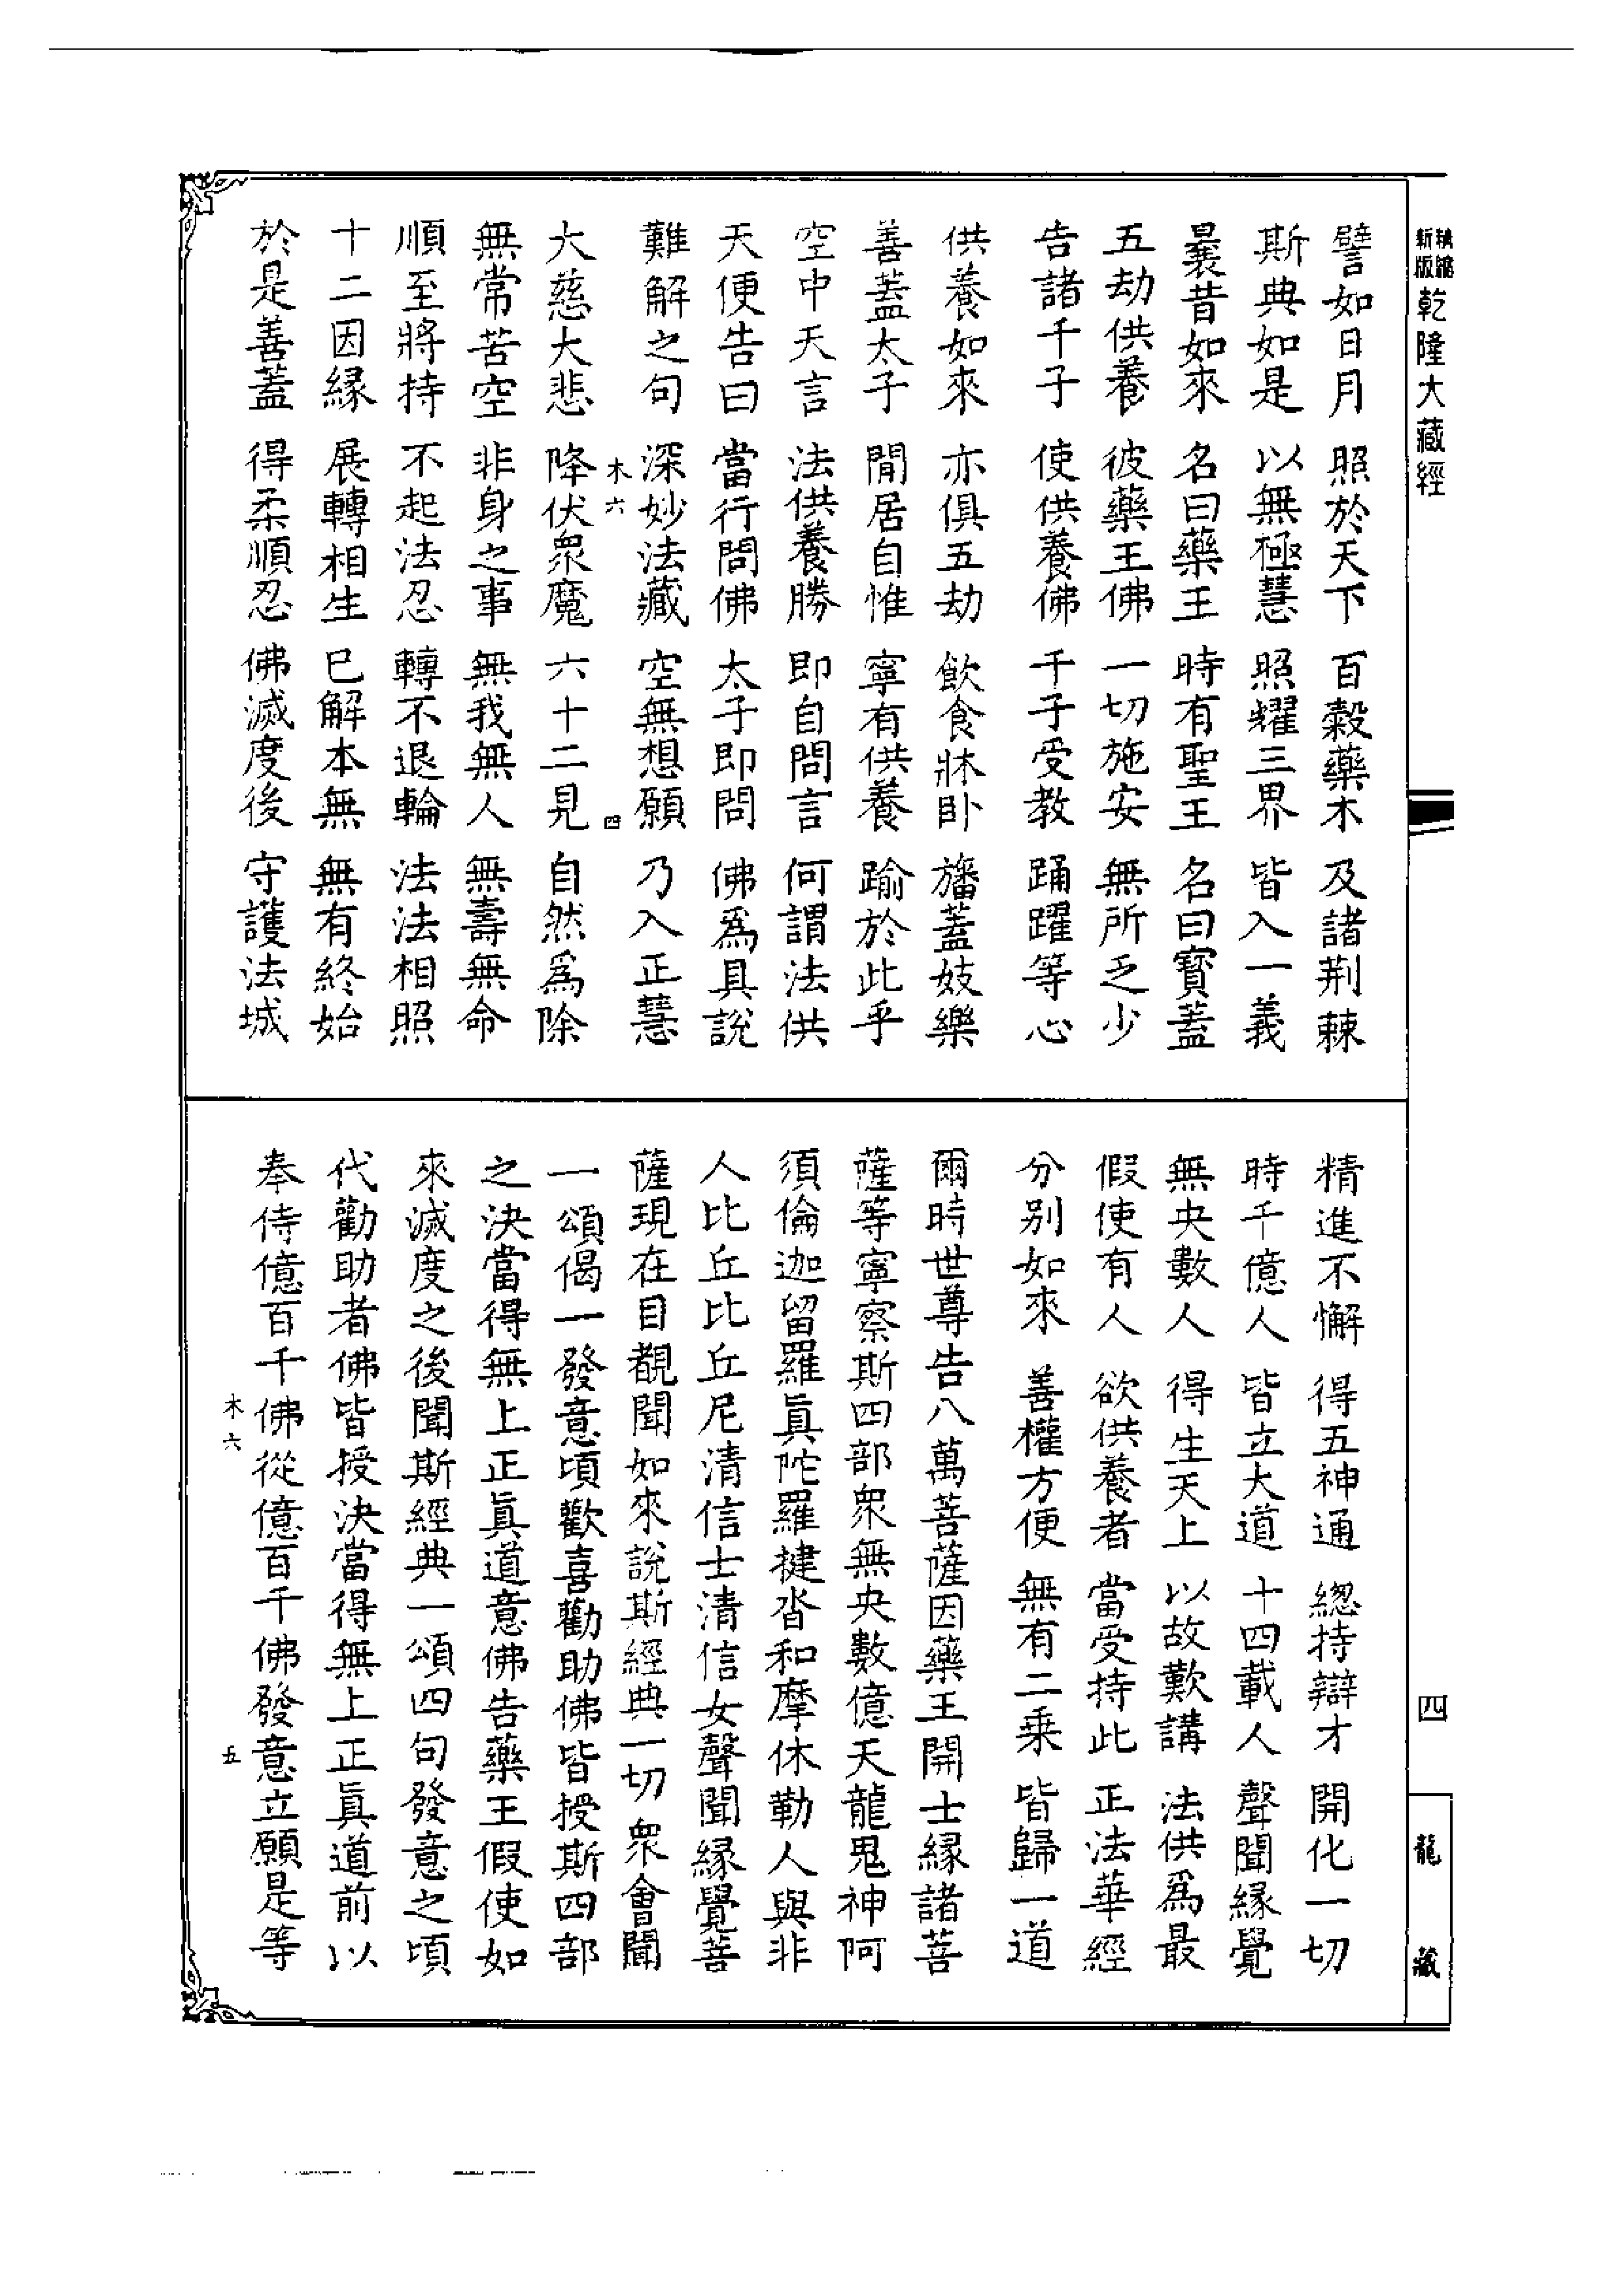 精縮
新版
乾隆大藏經
四
龍藏
譬如日月 照於天下 百穀藥木 及諸荆棘
斯典如是 以無極慧 照耀三界 皆入一義
曩昔如來 名曰藥王 時有聖王 名曰寳蓋
五劫供養 彼藥王佛 一切施安 無所乏少
告諸千子 使供養佛 千子受教 踊躍等心
供養如來 亦俱五劫 飲食牀卧 旛蓋妓樂
善蓋太子 閒居自惟 寧有供養 踰於此乎
空中天言 法供養勝 即自問言 何謂法供
天便告曰 當行問佛 太子即問 佛爲具說
難解之句 深妙法藏 空無想願 乃入正慧
木六 四
大慈大悲 降伏衆魔 六十二見 自然爲除
無常苦空 非身之事 無我無人 無壽無命
順至將持 不起法忍 轉不退輪 法法相照
十二因縁 展轉相生 已解本無 無有終始
於是善蓋 得柔順忍 佛滅度後 守護法城
精進不懈 得五神通 緫持辯才 開化一切
時千億人 皆立大道 十四載人 聲聞縁覺
無央數人 得生天上 以故歎講 法供爲最
假使有人 欲供養者 當受持此 正法華經
分别如來 善權方便 無有二乗 皆歸一道
爾時世尊告八萬菩薩因藥王開士縁諸菩
薩等寧察斯四部衆無央數億天龍鬼神阿
須倫迦留羅眞陀羅揵沓和摩休勒人與非
人比丘比丘尼清信士清信女聲聞縁覺菩
薩現在目覩聞如來說斯經典一切衆會聞
一頌偈一發意頃歡喜勸助佛皆授斯四部
之決當得無上正眞道意佛告藥王假使如
來滅度之後聞斯經典一頌四句發意之頃
代勸助者佛皆授決當得無上正眞道前以
奉侍億百千佛從億百千佛發意立願是等
木六 五